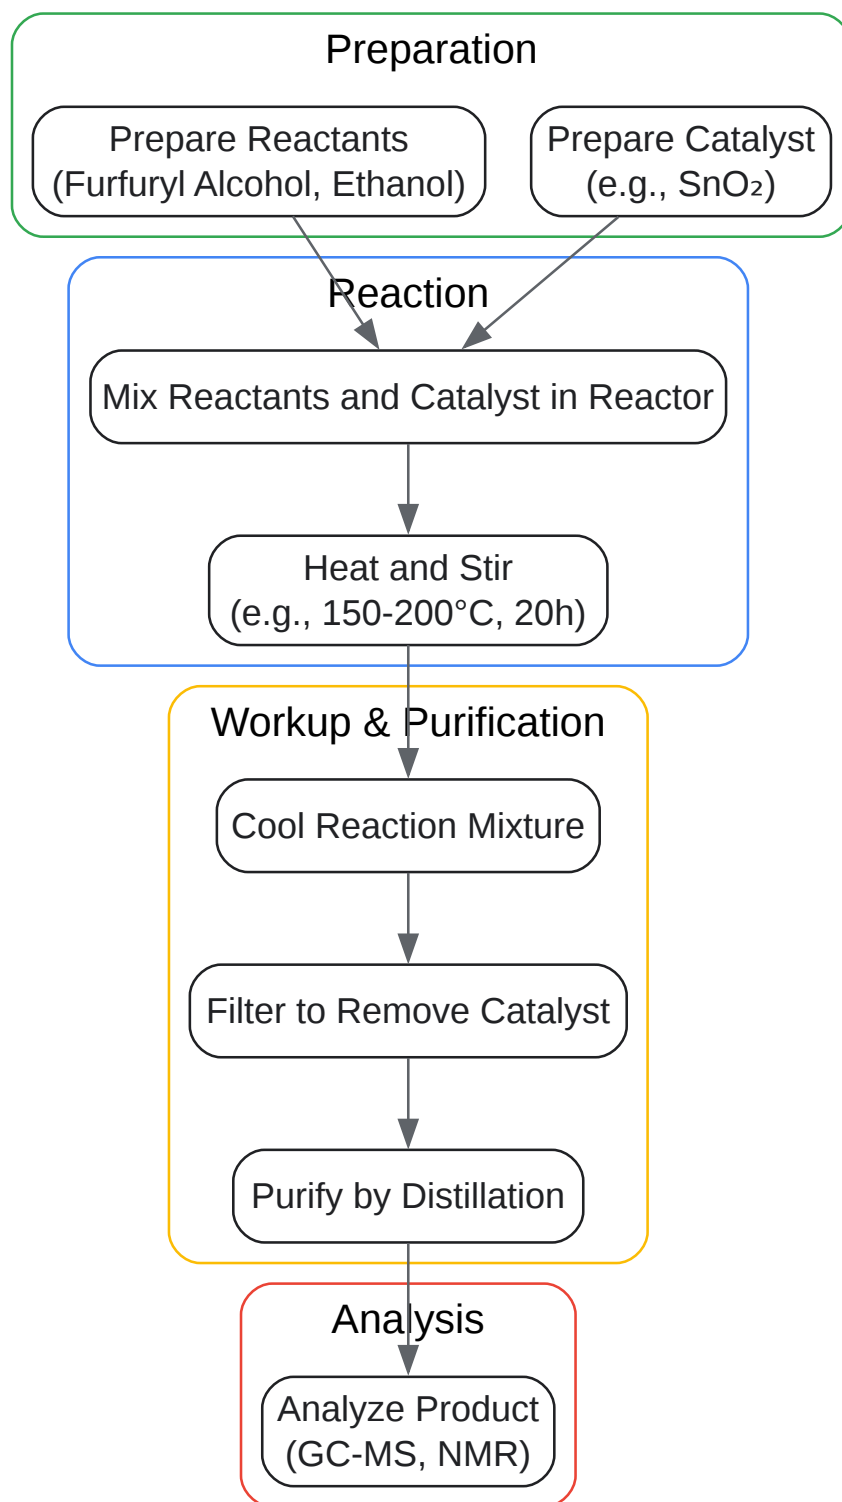 Preparation
Prepare Reactants
(Furfuryl Alcohol, Ethanol)
Prepare Catalyst
(e.g., SnO₂)
Reaction
Mix Reactants and Catalyst in Reactor
Heat and Stir
(e.g., 150-200°C, 20h)
Workup & Purification
Cool Reaction Mixture
Filter to Remove Catalyst
Purify by Distillation
Analysis
Analyze Product
(GC-MS, NMR)